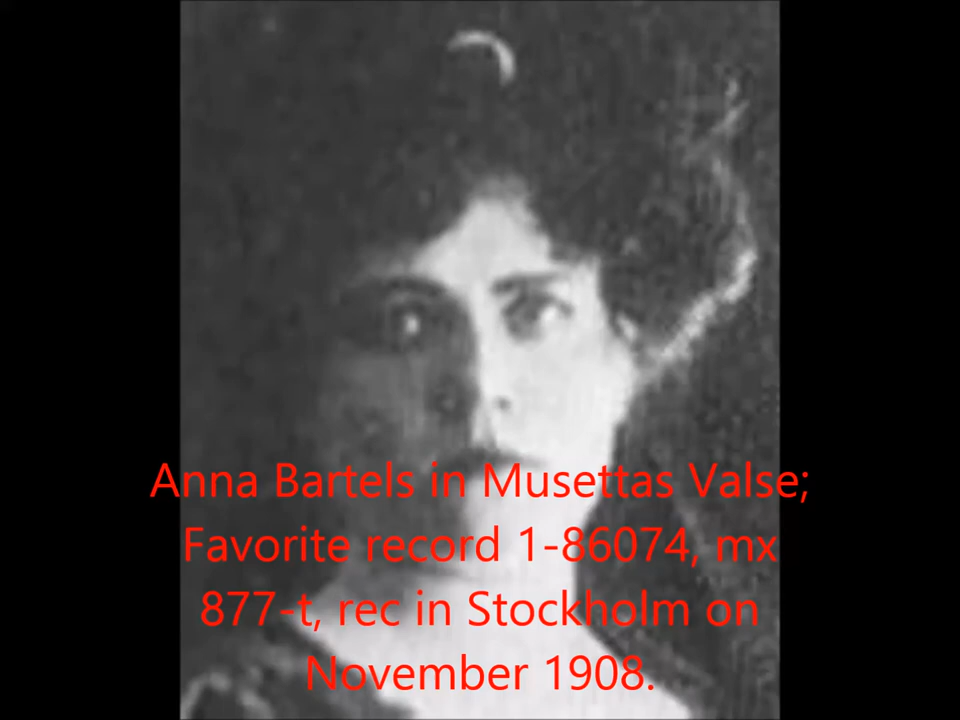 Anna Bartels in Musettas Valse;
Favorite record 1-86074, mx
877-t, rec in Stockholm on
November 1908.